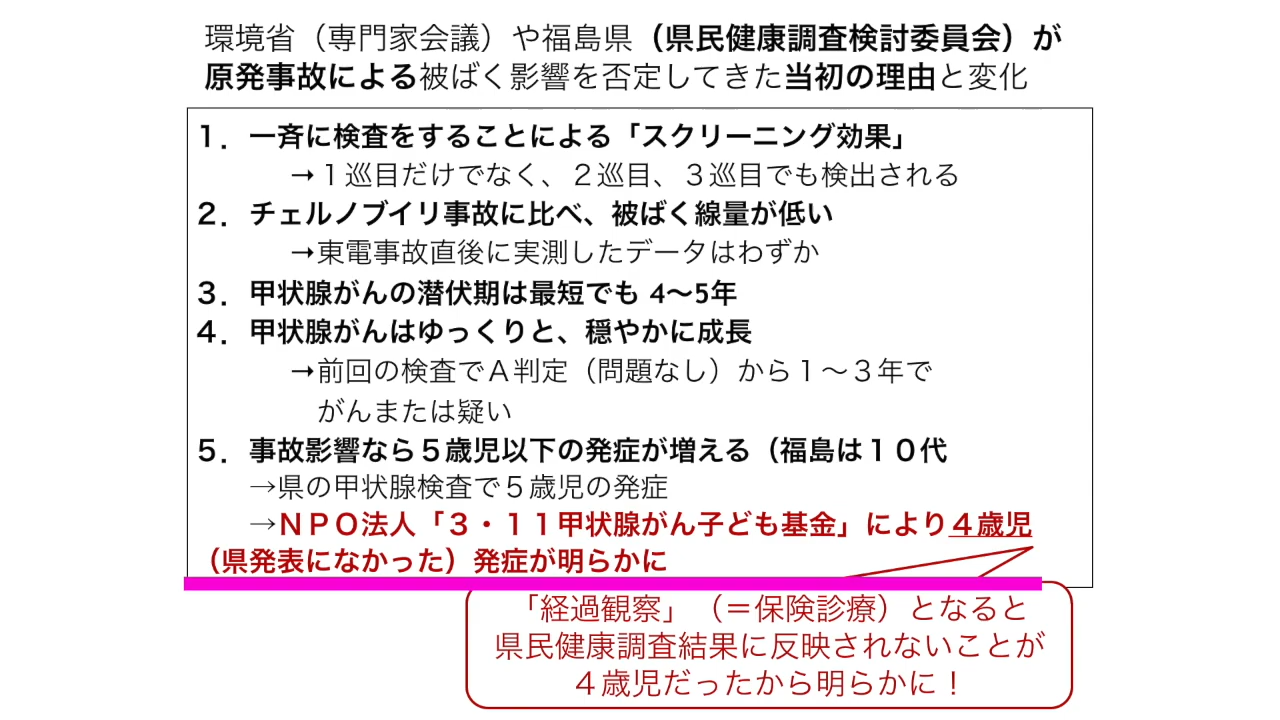 環境省（専門家会議）や福島県（県民健康調査検討委員会）が
原発事故による被ばく影響を否定してきた当初の理由と変化
１．一斉に検査をすることによる「スクリーニング効果」
→１巡目だけでなく、２巡目、３巡目でも検出される
２．チェルノブイリ事故に比べ、被ばく線量が低い
→東電事故直後に実測したデータはわずか
３．甲状腺がんの潜伏期は最短でも 4〜5年
４．甲状腺がんはゆっくりと、穏やかに成長
→前回の検査でＡ判定（問題なし）から１〜３年で
がんまたは疑い
５．事故影響なら５歳児以下の発症が増える（福島は１０代
→県の甲状腺検査で５歳児の発症
→ＮＰＯ法人「３・１１甲状腺がん子ども基金」により４歳児
（県発表になかった）発症が明らかに
「経過観察」（＝保険診療）となると
県民健康調査結果に反映されないことが
４歳児だったから明らかに！